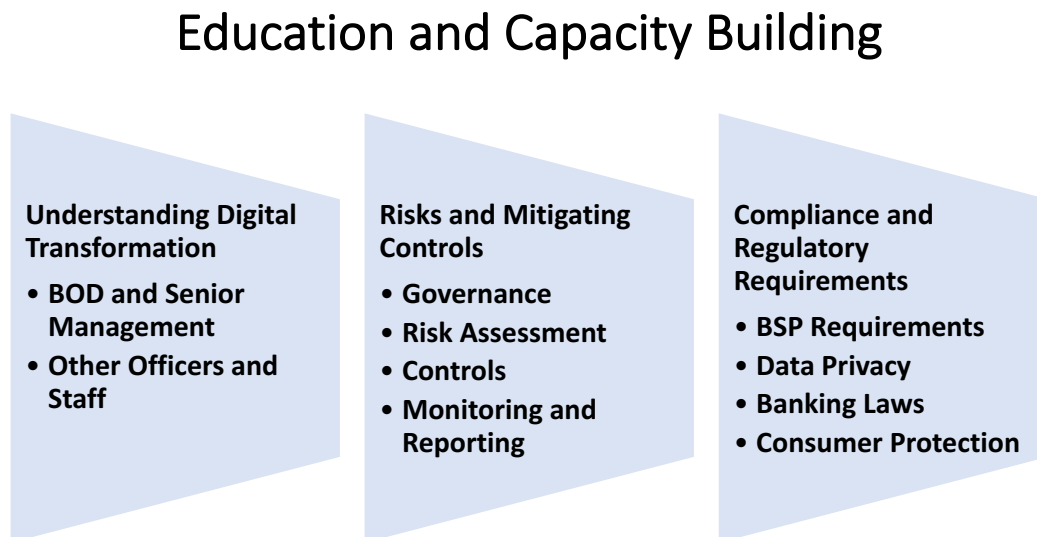 Education and Capacity Building
Understanding Digital
Transformation
• BOD and Senior
Management
• Other Officers and
Staff
Risks and Mitigating
Controls
• Governance
• Risk Assessment
• Controls
• Monitoring and
Reporting
Compliance and
Regulatory
Requirements
• BSP Requirements
• Data Privacy
• Banking Laws
• Consumer Protection